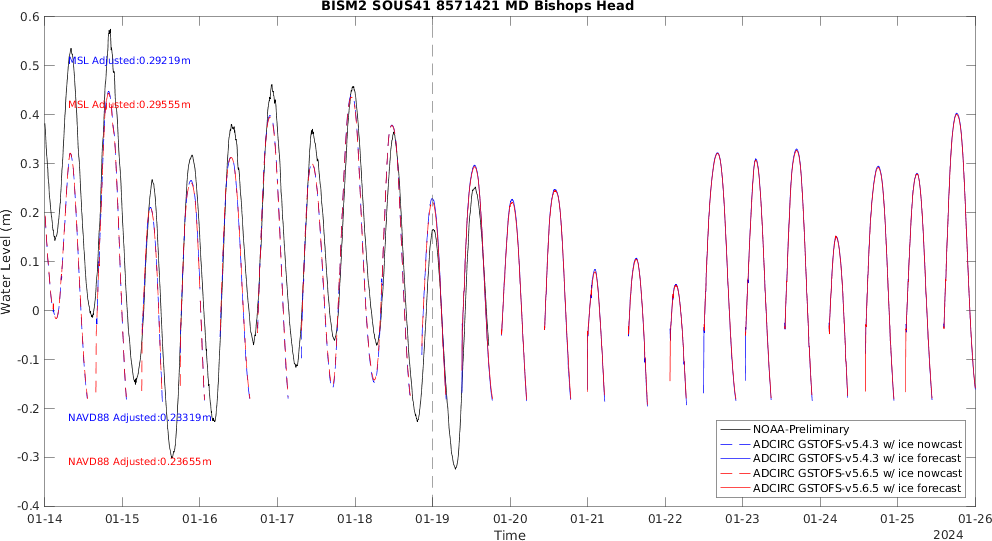 BISM2 SOUS41 8571421 MD Bishops Head
Water Level (m)
0.6
0.5
0.4
0.3
0.2
0.1
0
-0.1
-0.2
-0.3
-0.4
MSL Adjusted:0.29219m
MSL Adjusted:0.29555m
NAVD88 Adjusted:0.23319m
NAVD88 Adjusted:0.23655m
NOAA-Preliminary
ADCIRC GSTOFS-v5.4.3 w/ ice nowcast
ADCIRC GSTOFS-v5.4.3 w/ ice forecast
ADCIRC GSTOFS-v5.6.5 w/ ice nowcast
ADCIRC GSTOFS-v5.6.5 w/ ice forecast
01-14 01-15 01-16 01-17 01-18 01-19 01-20 01-21 01-22 01-23 01-24 01-25 01-26
Time
2024